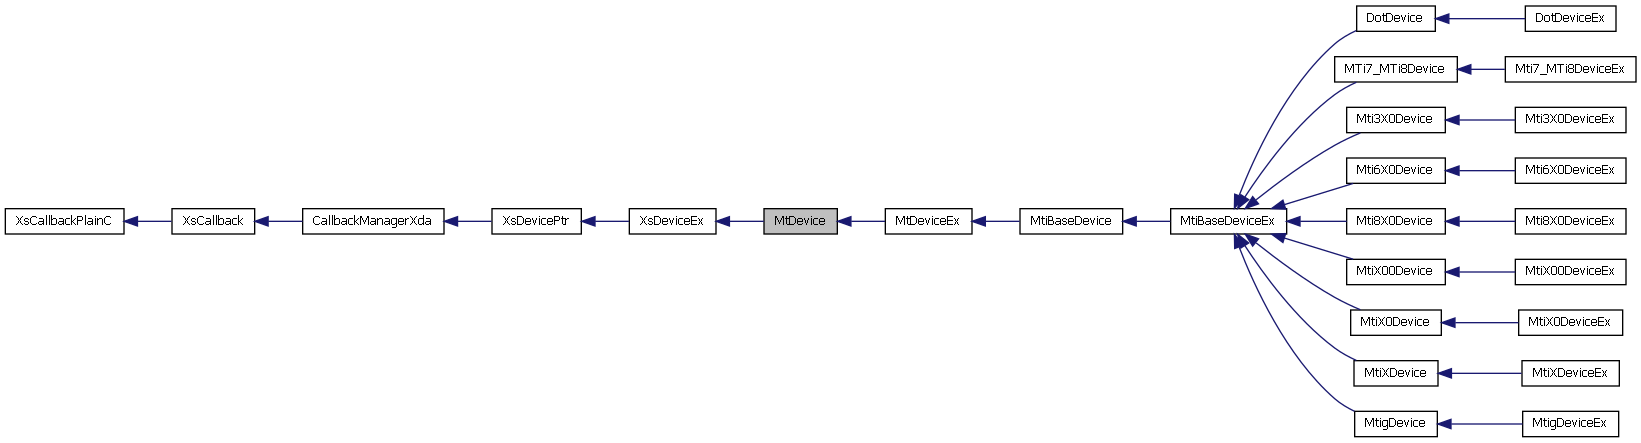 DotDevice
DotDeviceEx
MTi7_MTi8Device
Mti7_MTi8DeviceEx
Mti3X0Device
Mti3X0DeviceEx
Mti6X0Device
Mti6X0DeviceEx
XsCallbackPlainC
XsCallback
CallbackManagerXda
XsDevicePtr
XsDeviceEx
MtDevice
MtDeviceEx
MtiBaseDevice
MtiBaseDeviceEx
Mti8X0Device
Mti8X0DeviceEx
MtiX00Device
MtiX00DeviceEx
MtiX0Device
MtiX0DeviceEx
MtiXDevice
MtiXDeviceEx
MtigDevice
MtigDeviceEx